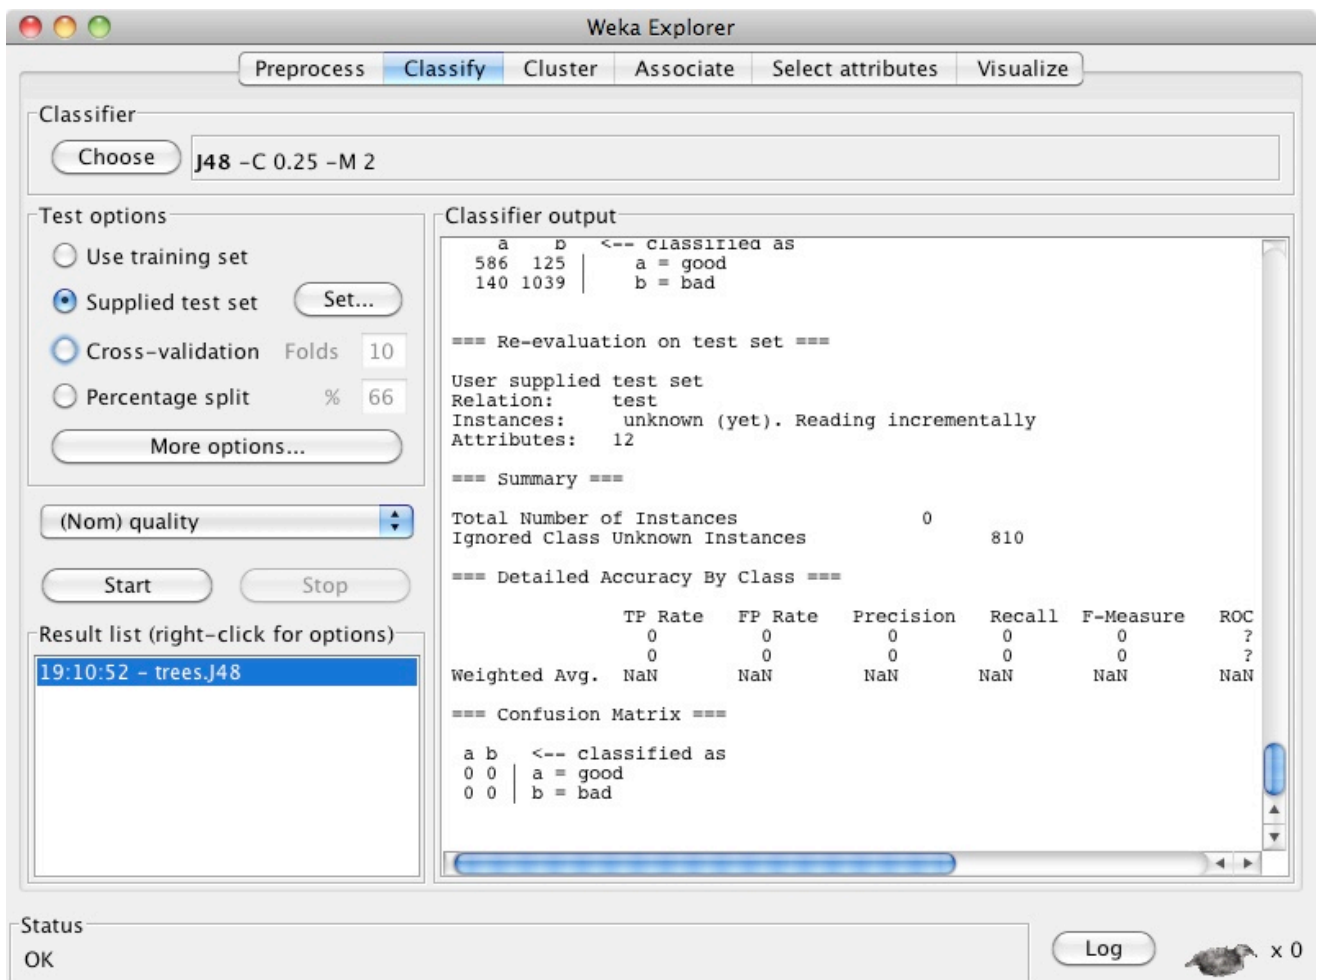 Weka Explorer
Preprocess Classify Cluster Associate Select attributes Visualize
Classifier
Choose J48 -C 0.25 -M 2
Test options
Use training set
Supplied test set Set...
Cross-validation Folds 10
Percentage split % 66
More options...
(Nom) quality
Start Stop
Result list (right-click for options)
19:10:52 - trees.J48
Classifier output
a b <-- classified as
586 125 | a = good
140 1039 | b = bad
=== Re-evaluation on test set ===
User supplied test set
Relation: test
Instances: unknown (yet). Reading incrementally
Attributes: 12
=== Summary ===
Total Number of Instances 0
Ignored Class Unknown Instances 810
=== Detailed Accuracy By Class ===
TP Rate FP Rate Precision Recall F-Measure ROC
0 0 0 0 0 ?
0 0 0 0 0 ?
Weighted Avg. NaN NaN NaN NaN NaN NaN
=== Confusion Matrix ===
a b <-- classified as
0 0 | a = good
0 0 | b = bad
Status
OK
Log x 0